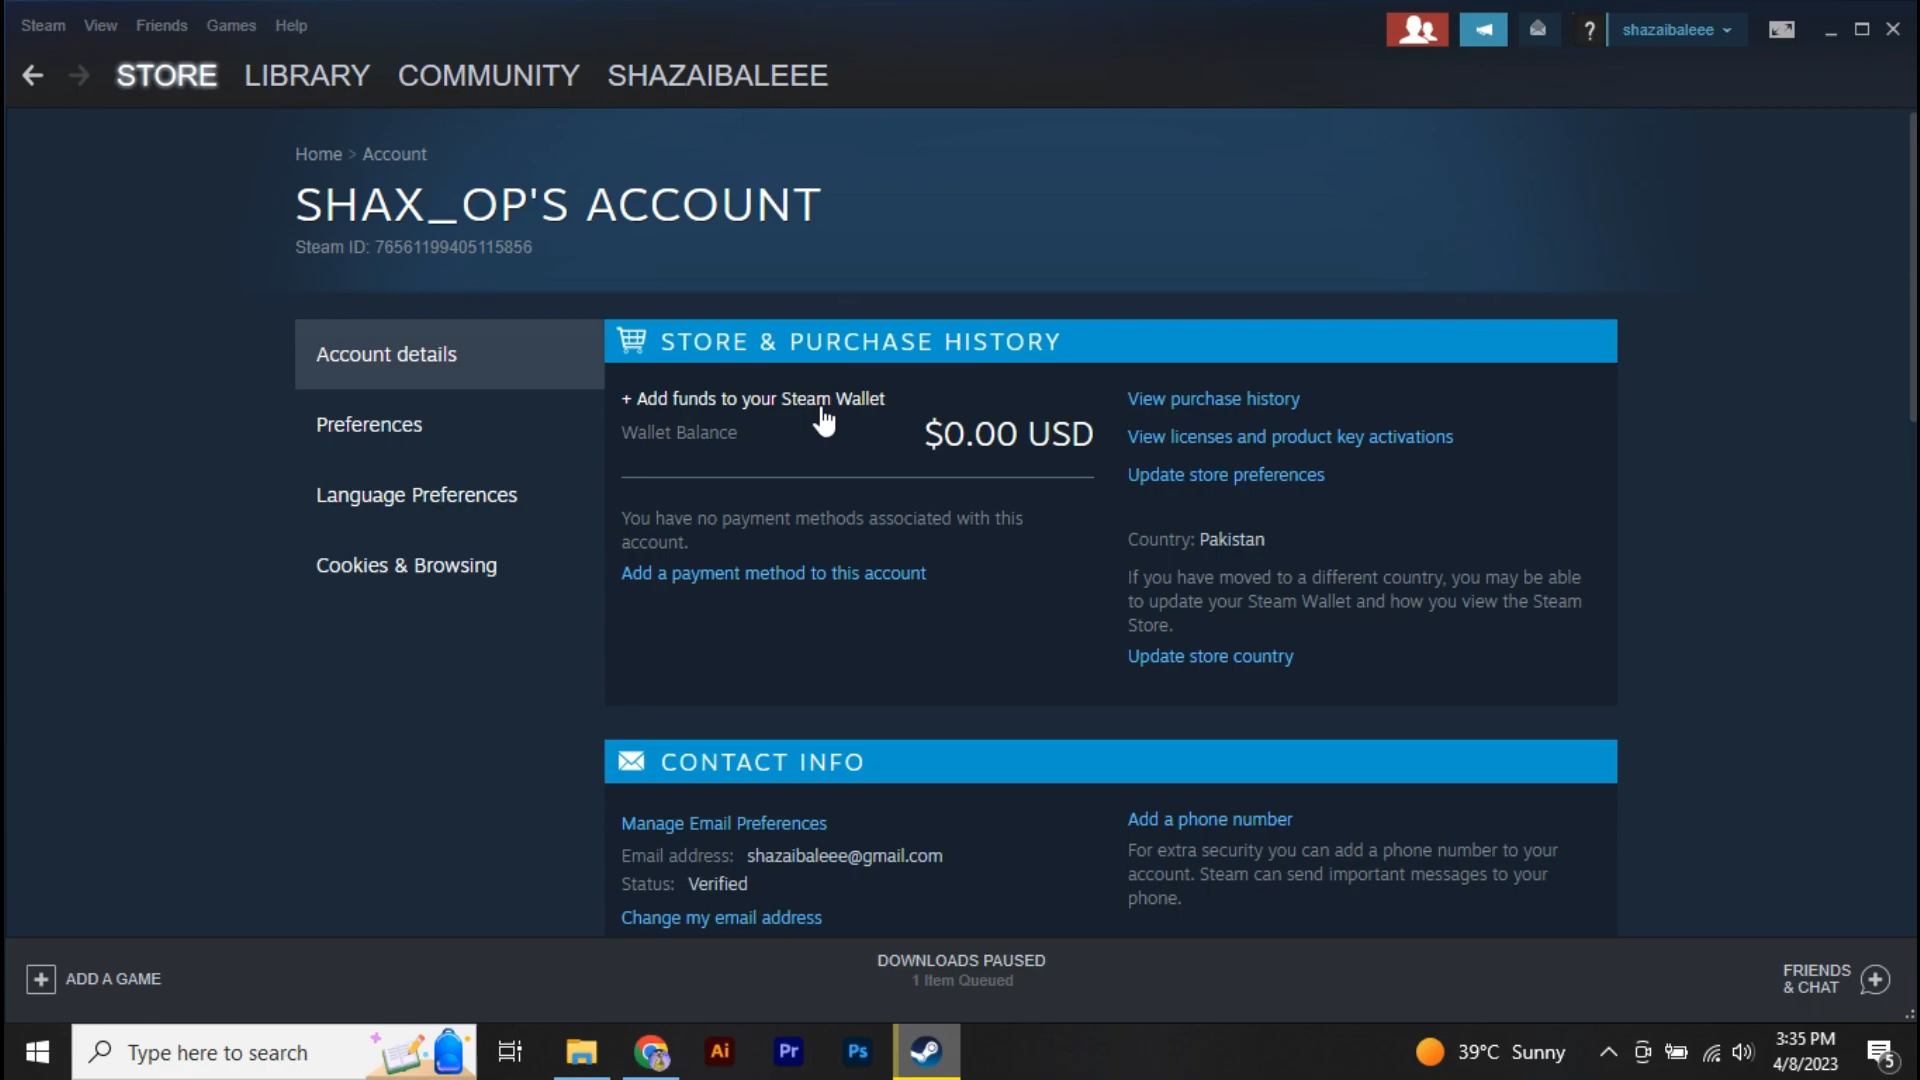 Steam View Friends Games Help
shazaibaleee
STORE LIBRARY COMMUNITY SHAZAIBALEEE
Home > Account
SHAX_OP'S ACCOUNT
Steam ID: 76561199405115856
Account details
Preferences
Language Preferences
Cookies & Browsing
STORE & PURCHASE HISTORY
+ Add funds to your Steam Wallet
Wallet Balance $0.00 USD
You have no payment methods associated with this
account.
Add a payment method to this account
View purchase history
View licenses and product key activations
Update store preferences
Country: Pakistan
If you have moved to a different country, you may be able
to update your Steam Wallet and how you view the Steam
Store.
Update store country
CONTACT INFO
Manage Email Preferences
Email address: shazaibaleee@gmail.com
Status: Verified
Change my email address
Add a phone number
For extra security you can add a phone number to your
account. Steam can send important messages to your
phone.
+ ADD A GAME
DOWNLOADS PAUSED
1 Item Queued
FRIENDS
& CHAT
Type here to search
Ai Pr Ps
39°C Sunny
3:35 PM
4/8/2023
5